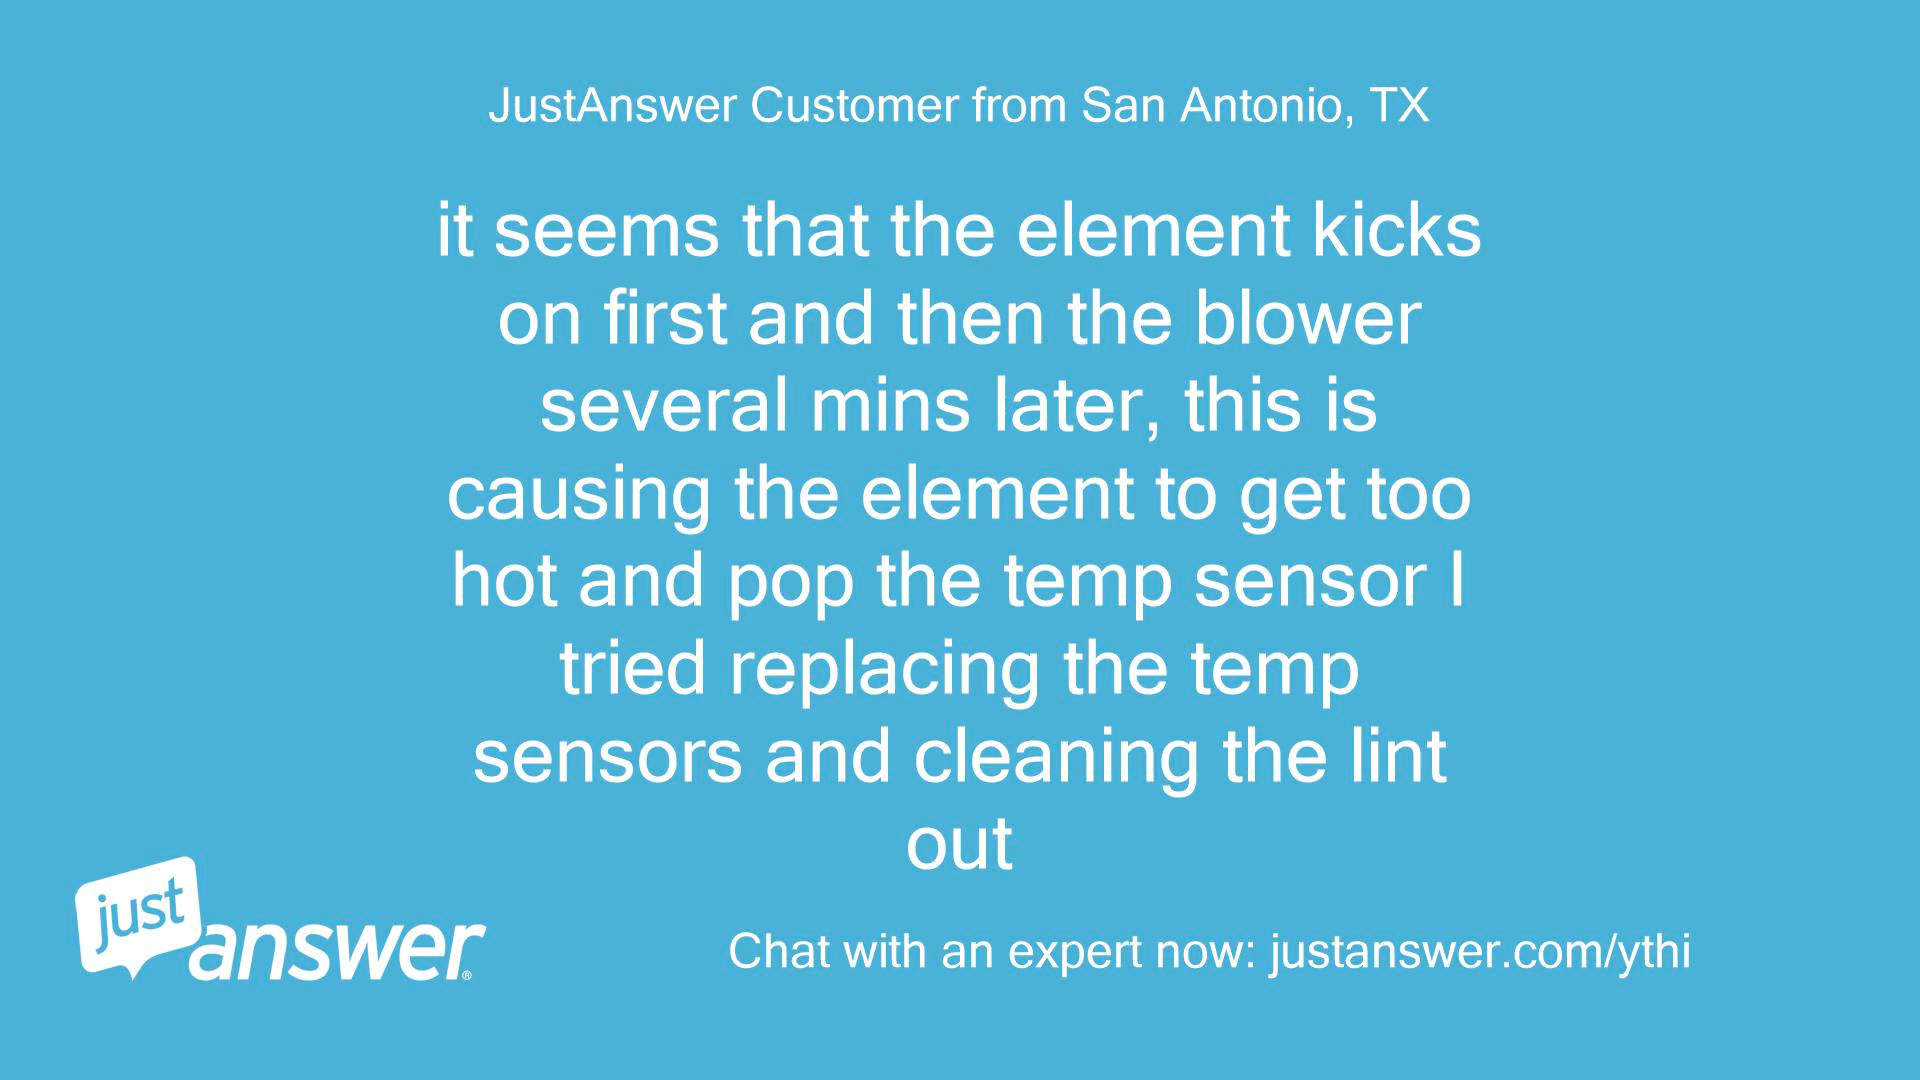 JustAnswer Customer from San Antonio, TX
it seems that the element kicks
on first and then the blower
several mins later, this is
causing the element to get too
hot and pop the temp sensor I
tried replacing the temp
sensors and cleaning the lint
out
just
answer®
Chat with an expert now: justanswer.com/ythi